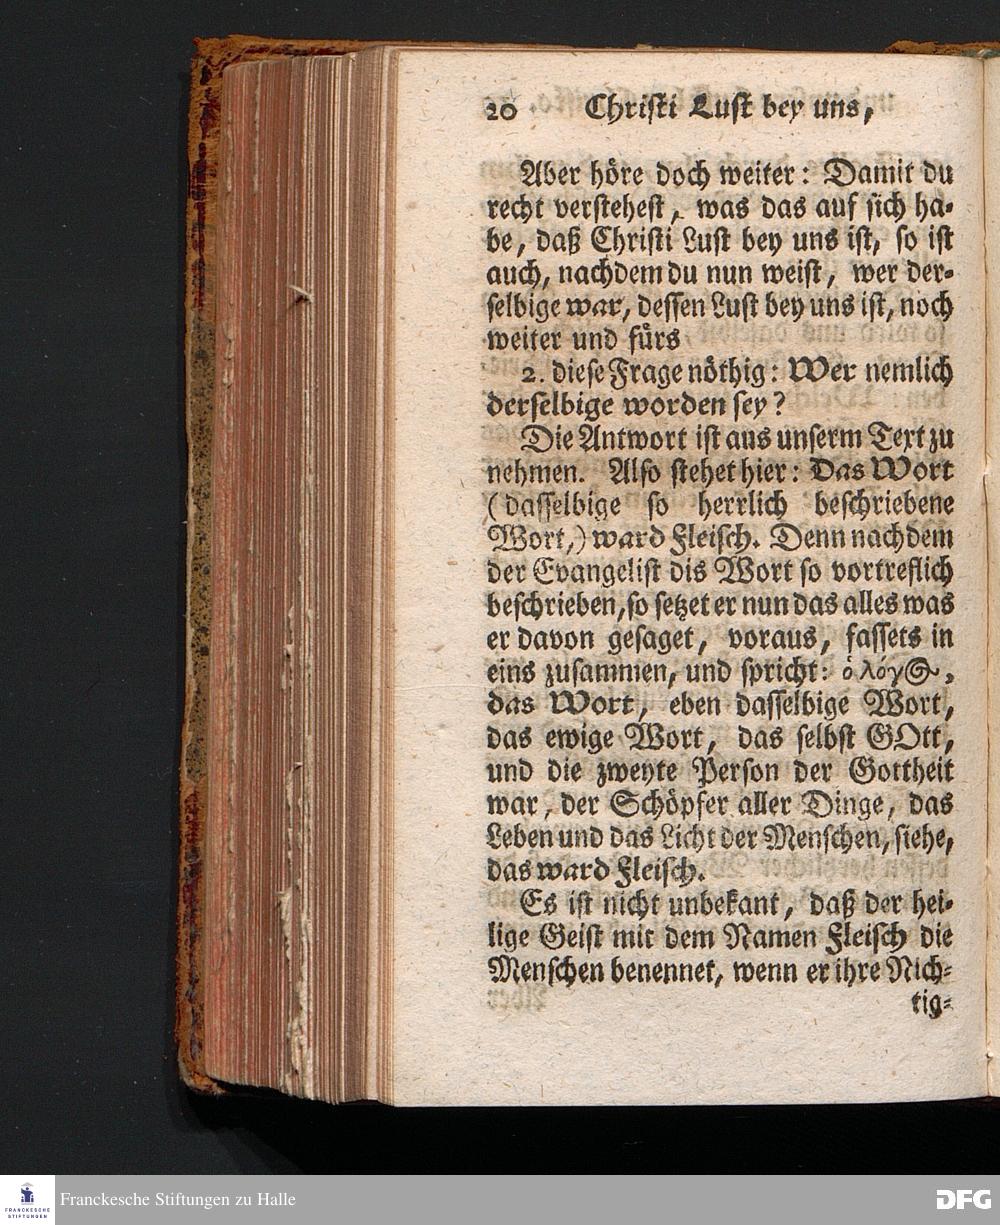 20 Christi Lust bey uns,
Aber höre doch weiter: Damit du
recht verstehest, was das auf sich ha-
be, daß Christi Lust bey uns ist, so ist
auch, nachdem du nun weist, wer der-
selbige war, dessen Lust bey uns ist, noch
weiter und fürs
2. diese Frage nöthig: Wer nemlich
derselbige worden sey?
Die Antwort ist aus unserm Text zu
nehmen. Also stehet hier: Das Wort
(dasselbige so herrlich beschriebene
Wort,) ward Fleisch. Denn nachdem
der Evangelist dis Wort so vortreflich
beschrieben, so setzet er nun das alles was
er davon gesaget, voraus, fassets in
eins zusammen, und spricht: ὁ λόγος,
das Wort, eben dasselbige Wort,
das ewige Wort, das selbst GOtt,
und die zweyte Person der Gottheit
war, der Schöpfer aller Dinge, das
Leben und das Licht der Menschen, siehe,
das ward Fleisch.
Es ist nicht unbekant, daß der hei-
lige Geist mit dem Namen Fleisch die
Menschen benennet, wenn er ihre Nich-
tig-
FRANCKESCHE
STIFTUNGEN
Franckesche Stiftungen zu Halle
DFG